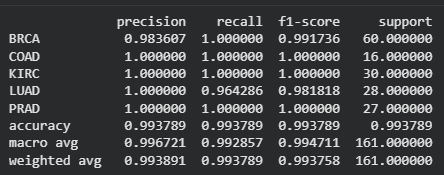 precision recall f1-score support
BRCA 0.983607 1.000000 0.991736 60.000000
COAD 1.000000 1.000000 1.000000 16.000000
KIRC 1.000000 1.000000 1.000000 30.000000
LUAD 1.000000 0.964286 0.981818 28.000000
PRAD 1.000000 1.000000 1.000000 27.000000
accuracy 0.993789 0.993789 0.993789 0.993789
macro avg 0.996721 0.992857 0.994711 161.000000
weighted avg 0.993891 0.993789 0.993758 161.000000